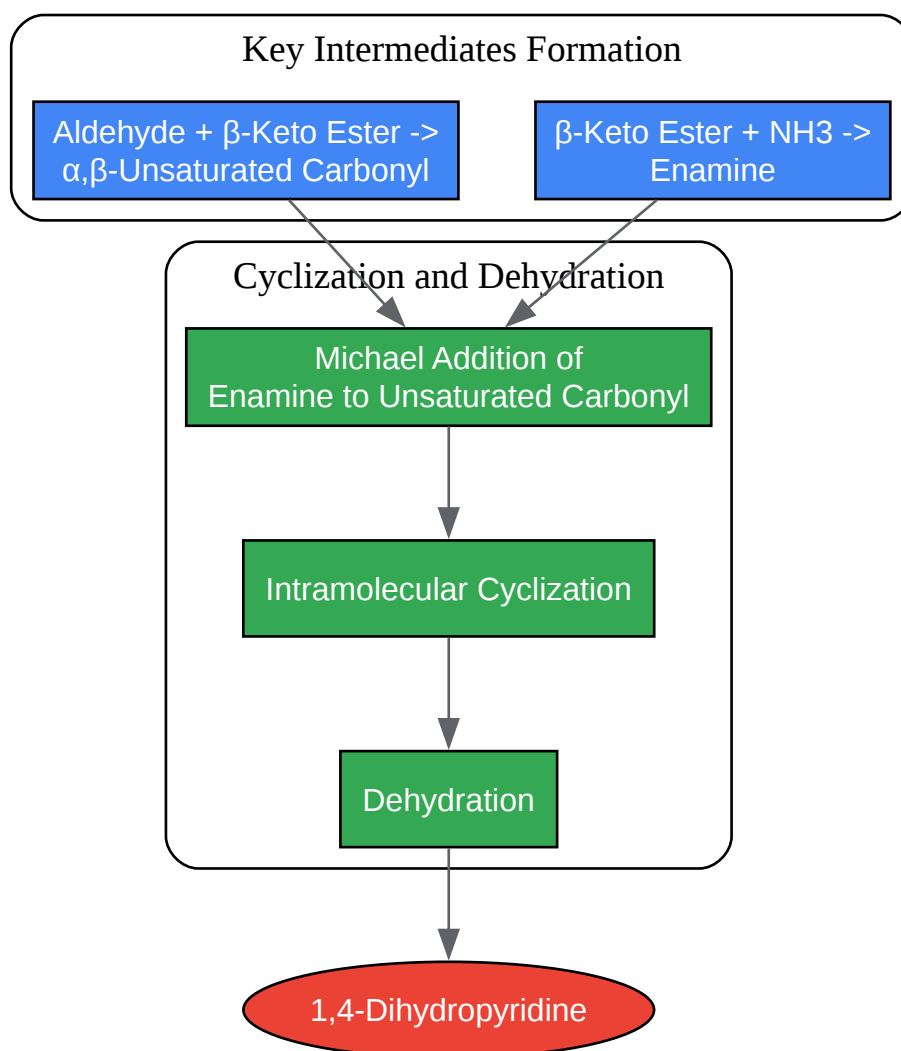 Key Intermediates Formation
Aldehyde + β-Keto Ester ->
α,β-Unsaturated Carbonyl
β-Keto Ester + NH3 ->
Enamine
Cyclization and Dehydration
Michael Addition of
Enamine to Unsaturated Carbonyl
Intramolecular Cyclization
Dehydration
1,4-Dihydropyridine